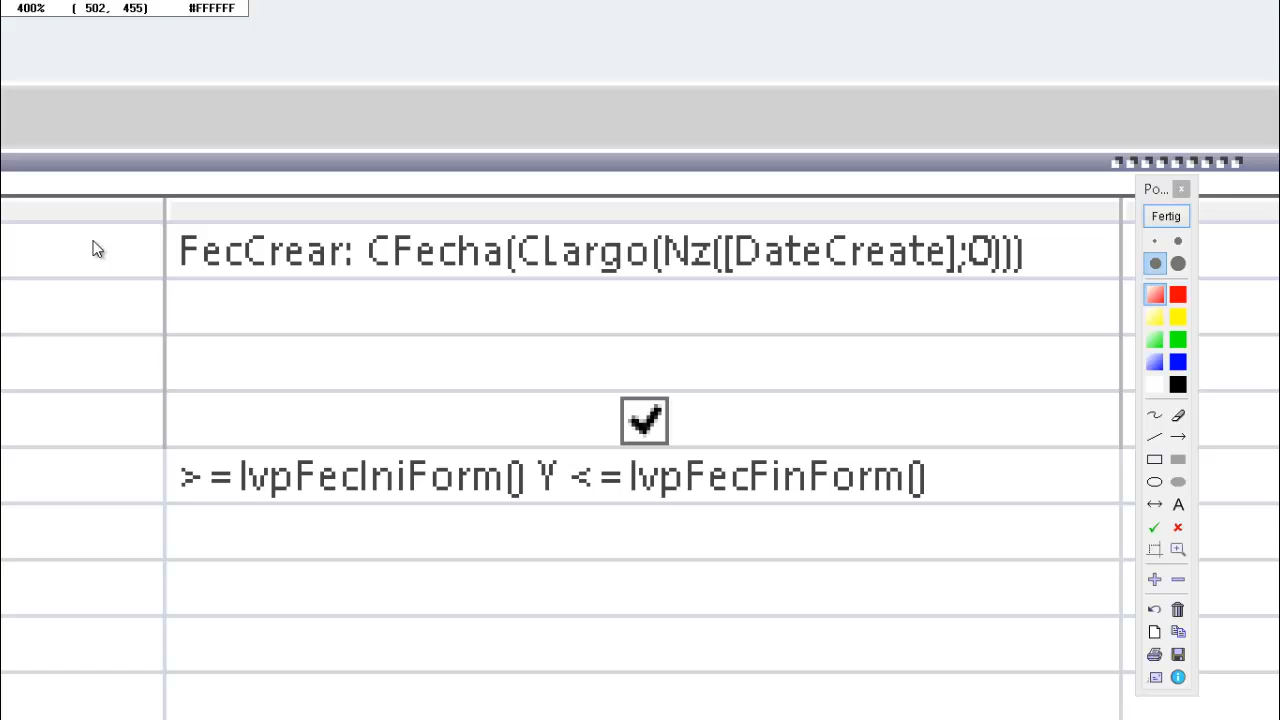 400% ( 502, 455) #FFFFFF
Po... x
Fertig
FecCrear: CFecha(CLargo(Nz([DateCreate];0)))
>=lvpFecIniForm() Y <=lvpFecFinForm()
A